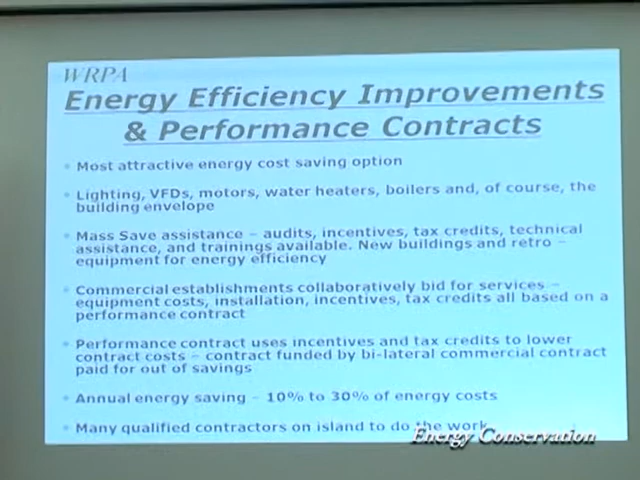 WRPA
Energy Efficiency Improvements
& Performance Contracts
Most attractive energy cost saving option
Lighting, VFDs, motors, water heaters, boilers and, of course, the
building envelope
Mass Save assistance – audits, incentives, tax credits, technical
assistance, and trainings available. New buildings and retro –
equipment for energy efficiency
Commercial establishments collaboratively bid for services –
equipment costs, installation, incentives, tax credits all based on a
performance contract
Performance contract uses incentives and tax credits to lower
contract costs – contract funded by bi-lateral commercial contract
paid for out of savings
Annual energy saving – 10% to 30% of energy costs
Many qualified contractors on island to do the work
Energy Conservation